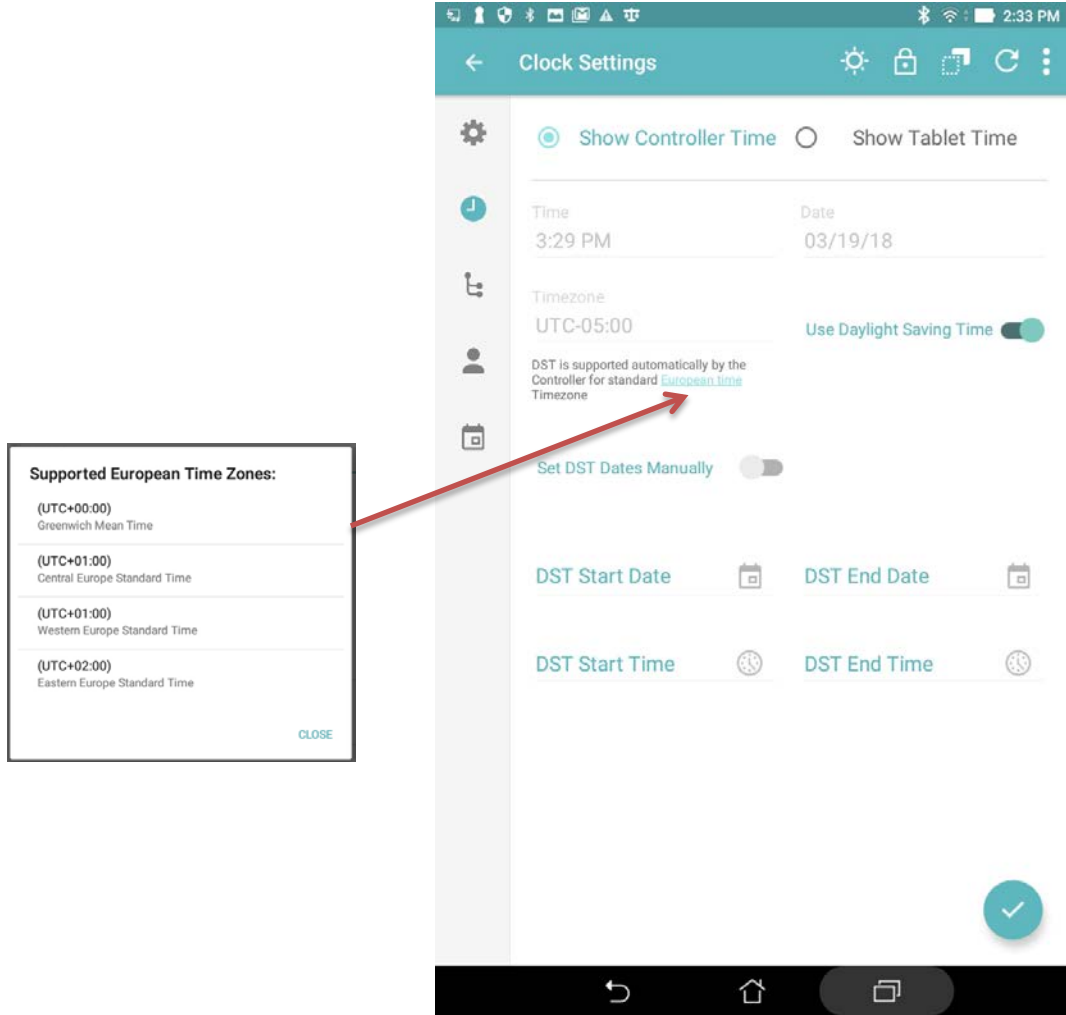 2:33 PM
Clock Settings
Show Controller Time
Show Tablet Time
Time
Date
3:29 PM
03/19/18
Timezone
UTC-05:00
Use Daylight Saving Time
DST is supported automatically by the
Controller for standard European time
Timezone
Set DST Dates Manually
DST Start Date
DST End Date
DST Start Time
DST End Time
Supported European Time Zones:
(UTC+00:00)
Greenwich Mean Time
(UTC+01:00)
Central Europe Standard Time
(UTC+01:00)
Western Europe Standard Time
(UTC+02:00)
Eastern Europe Standard Time
CLOSE